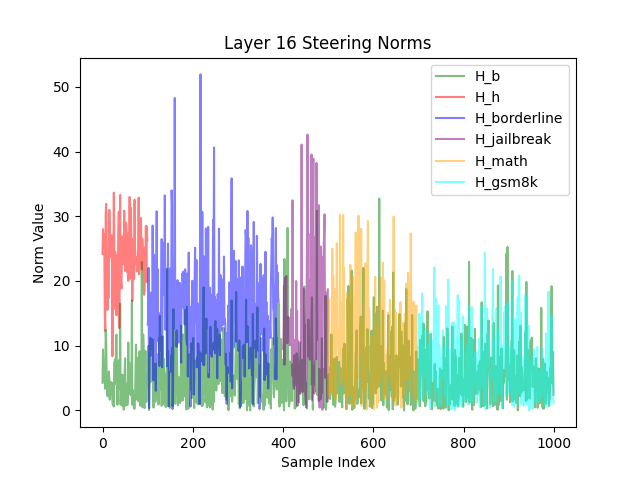 Layer 16 Steering Norms
H_b
H_h
H_borderline
H_jailbreak
H_math
H_gsm8k
50
40
30
20
10
0
Norm Value
0 200 400 600 800 1000
Sample Index